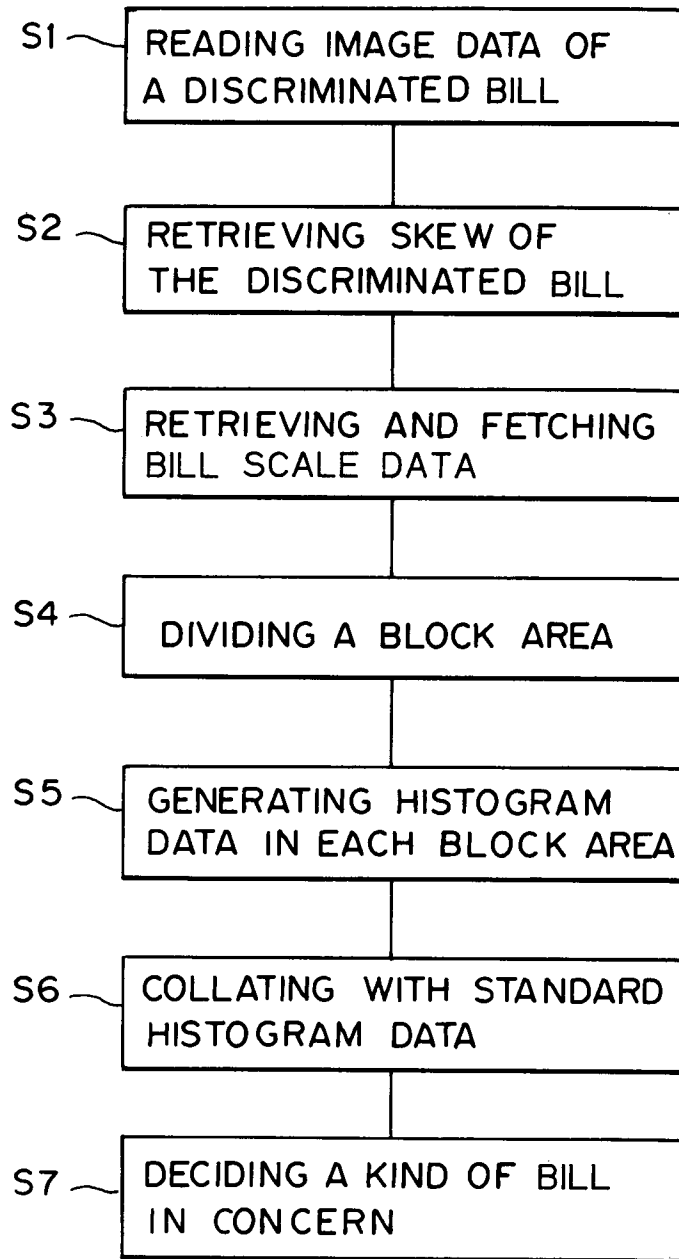 S1
READING IMAGE DATA OF
A DISCRIMINATED BILL
S2
RETRIEVING SKEW OF
THE DISCRIMINATED BILL
S3
RETRIEVING AND FETCHING
BILL SCALE DATA
S4
DIVIDING A BLOCK AREA
S5
GENERATING HISTOGRAM
DATA IN EACH BLOCK AREA
S6
COLLATING WITH STANDARD
HISTOGRAM DATA
S7
DECIDING A KIND OF BILL
IN CONCERN